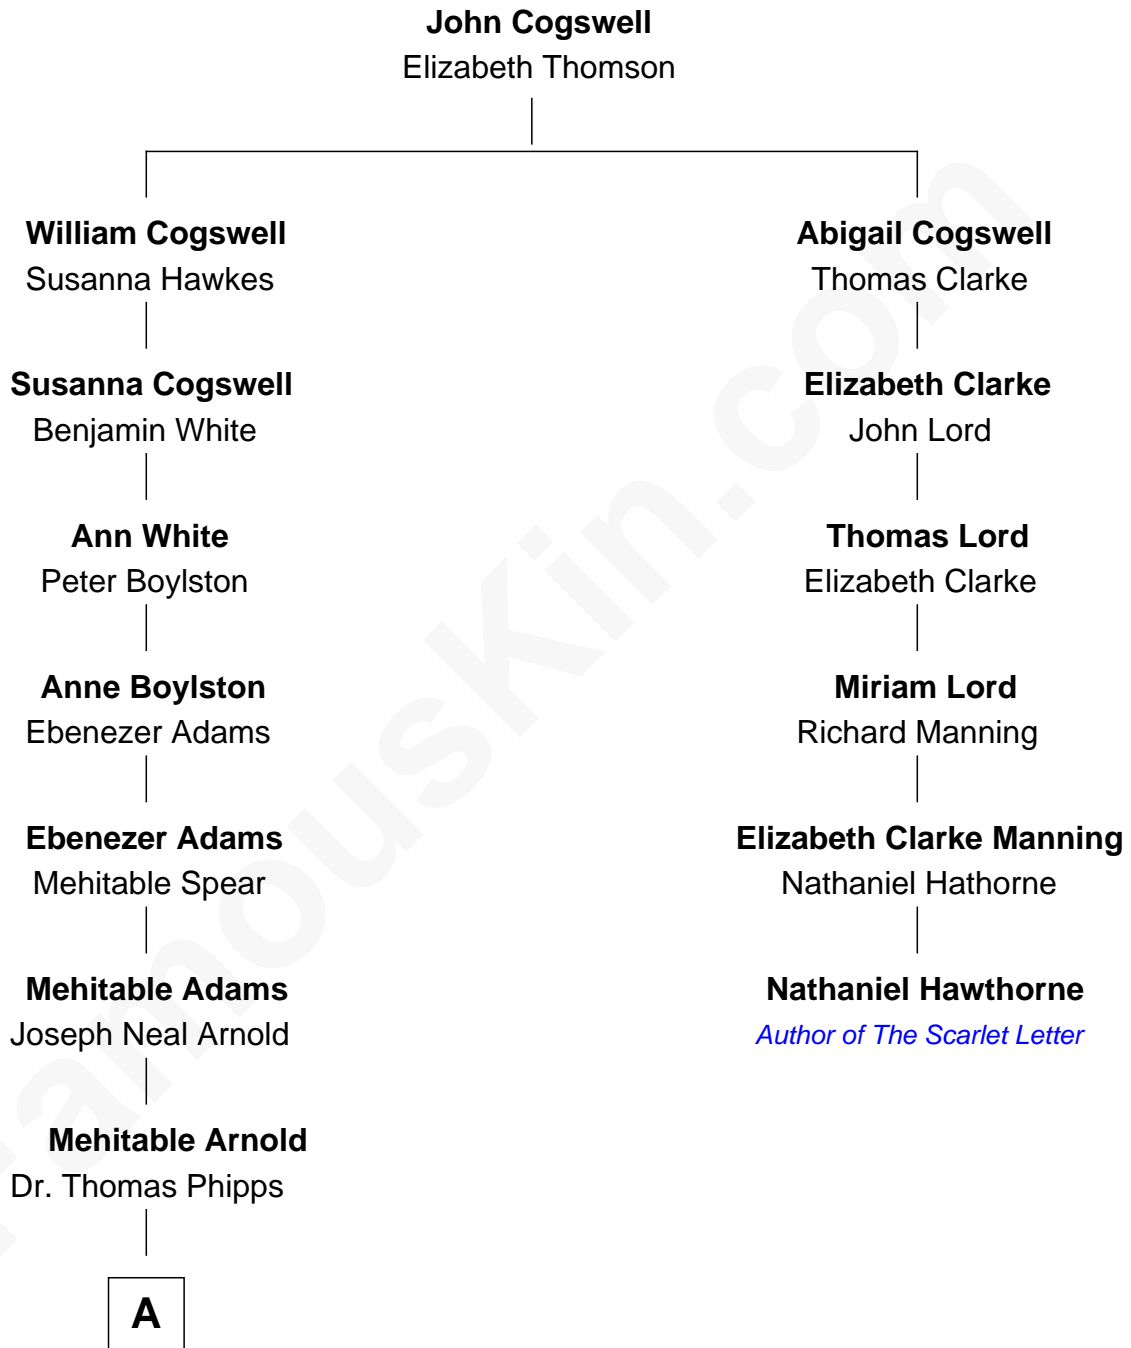 John Cogswell
Elizabeth Thomson
William Cogswell
Susanna Hawkes
Susanna Cogswell
Benjamin White
Ann White
Peter Boylston
Anne Boylston
Ebenezer Adams
Ebenezer Adams
Mehitable Spear
Mehitable Adams
Joseph Neal Arnold
Mehitable Arnold
Dr. Thomas Phipps
A
Abigail Cogswell
Thomas Clarke
Elizabeth Clarke
John Lord
Thomas Lord
Elizabeth Clarke
Miriam Lord
Richard Manning
Elizabeth Clarke Manning
Nathaniel Hathorne
Nathaniel Hawthorne
Author of The Scarlet Letter
FamousKin.com